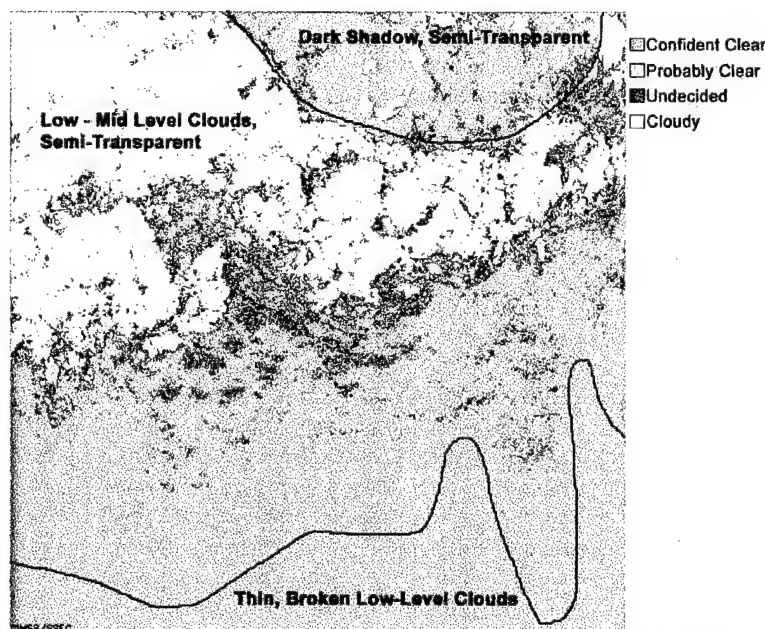 Dark Shadow, Semi-Transparent
Confident Clear
Probably Clear
Undecided
Cloudy
Low - Mid Level Clouds,
Semi-Transparent
Thin, Broken Low-Level Clouds